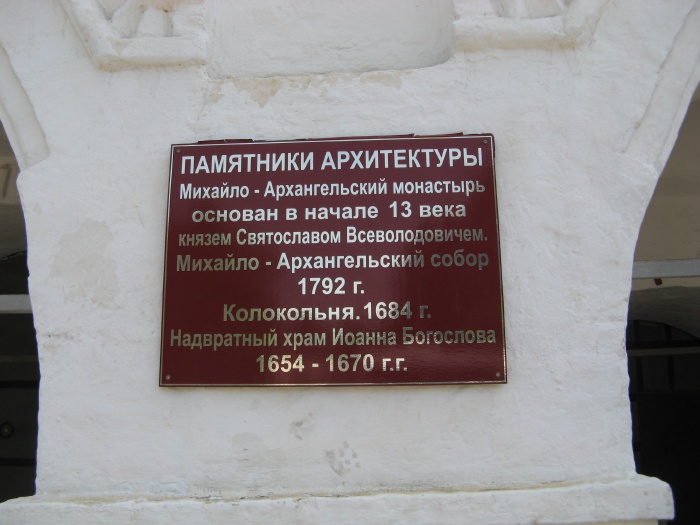 ПАМЯТНИКИ АРХИТЕКТУРЫ
Михайло - Архангельский монастырь
основан в начале 13 века
князем Святославом Всеволодовичем.
Михайло - Архангельский собор
1792 г.
Колокольня.1684 г.
Надвратный храм Иоанна Богослова
1654 - 1670 г.г.